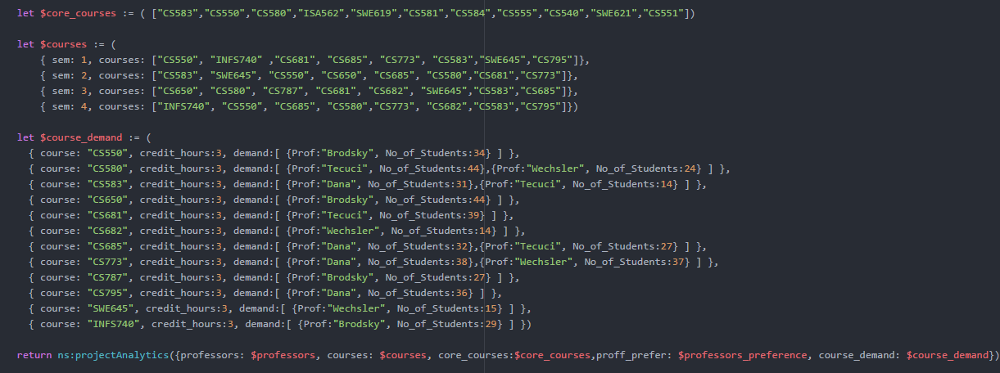 let $core_courses := ( ["CS583","CS550","CS580","ISA562","SWE619","CS581","CS584","CS555","CS540","SWE621","CS551"])
let $courses := (
{ sem: 1, courses: ["CS550", "INFS740" ,"CS681", "CS685", "CS773", "CS583","SWE645","CS795"]},
{ sem: 2, courses: ["CS583", "SWE645", "CS550", "CS650", "CS685", "CS580","CS681","CS773"]},
{ sem: 3, courses: ["CS650", "CS580", "CS787", "CS681", "CS682", "SWE645","CS583","CS685"]},
{ sem: 4, courses: ["INFS740", "CS550", "CS685", "CS580","CS773", "CS682","CS583","CS795"]})
let $course_demand := (
{ course: "CS550", credit_hours:3, demand:[ {Prof:"Brodsky", No_of_Students:34} ] },
{ course: "CS580", credit_hours:3, demand:[ {Prof:"Tecuci", No_of_Students:44},{Prof:"Wechsler", No_of_Students:24} ] },
{ course: "CS583", credit_hours:3, demand:[ {Prof:"Dana", No_of_Students:31},{Prof:"Tecuci", No_of_Students:14} ] },
{ course: "CS650", credit_hours:3, demand:[ {Prof:"Brodsky", No_of_Students:44} ] },
{ course: "CS681", credit_hours:3, demand:[ {Prof:"Tecuci", No_of_Students:39} ] },
{ course: "CS682", credit_hours:3, demand:[ {Prof:"Wechsler", No_of_Students:14} ] },
{ course: "CS685", credit_hours:3, demand:[ {Prof:"Dana", No_of_Students:32},{Prof:"Tecuci", No_of_Students:27} ] },
{ course: "CS773", credit_hours:3, demand:[ {Prof:"Dana", No_of_Students:38},{Prof:"Wechsler", No_of_Students:37} ] },
{ course: "CS787", credit_hours:3, demand:[ {Prof:"Brodsky", No_of_Students:27} ] },
{ course: "CS795", credit_hours:3, demand:[ {Prof:"Dana", No_of_Students:36} ] },
{ course: "SWE645", credit_hours:3, demand:[ {Prof:"Wechsler", No_of_Students:15} ] },
{ course: "INFS740", credit_hours:3, demand:[ {Prof:"Brodsky", No_of_Students:29} ] })
return ns:projectAnalytics({professors: $professors, courses: $courses, core_courses:$core_courses,proff_prefer: $professors_preference, course_demand: $course_demand})